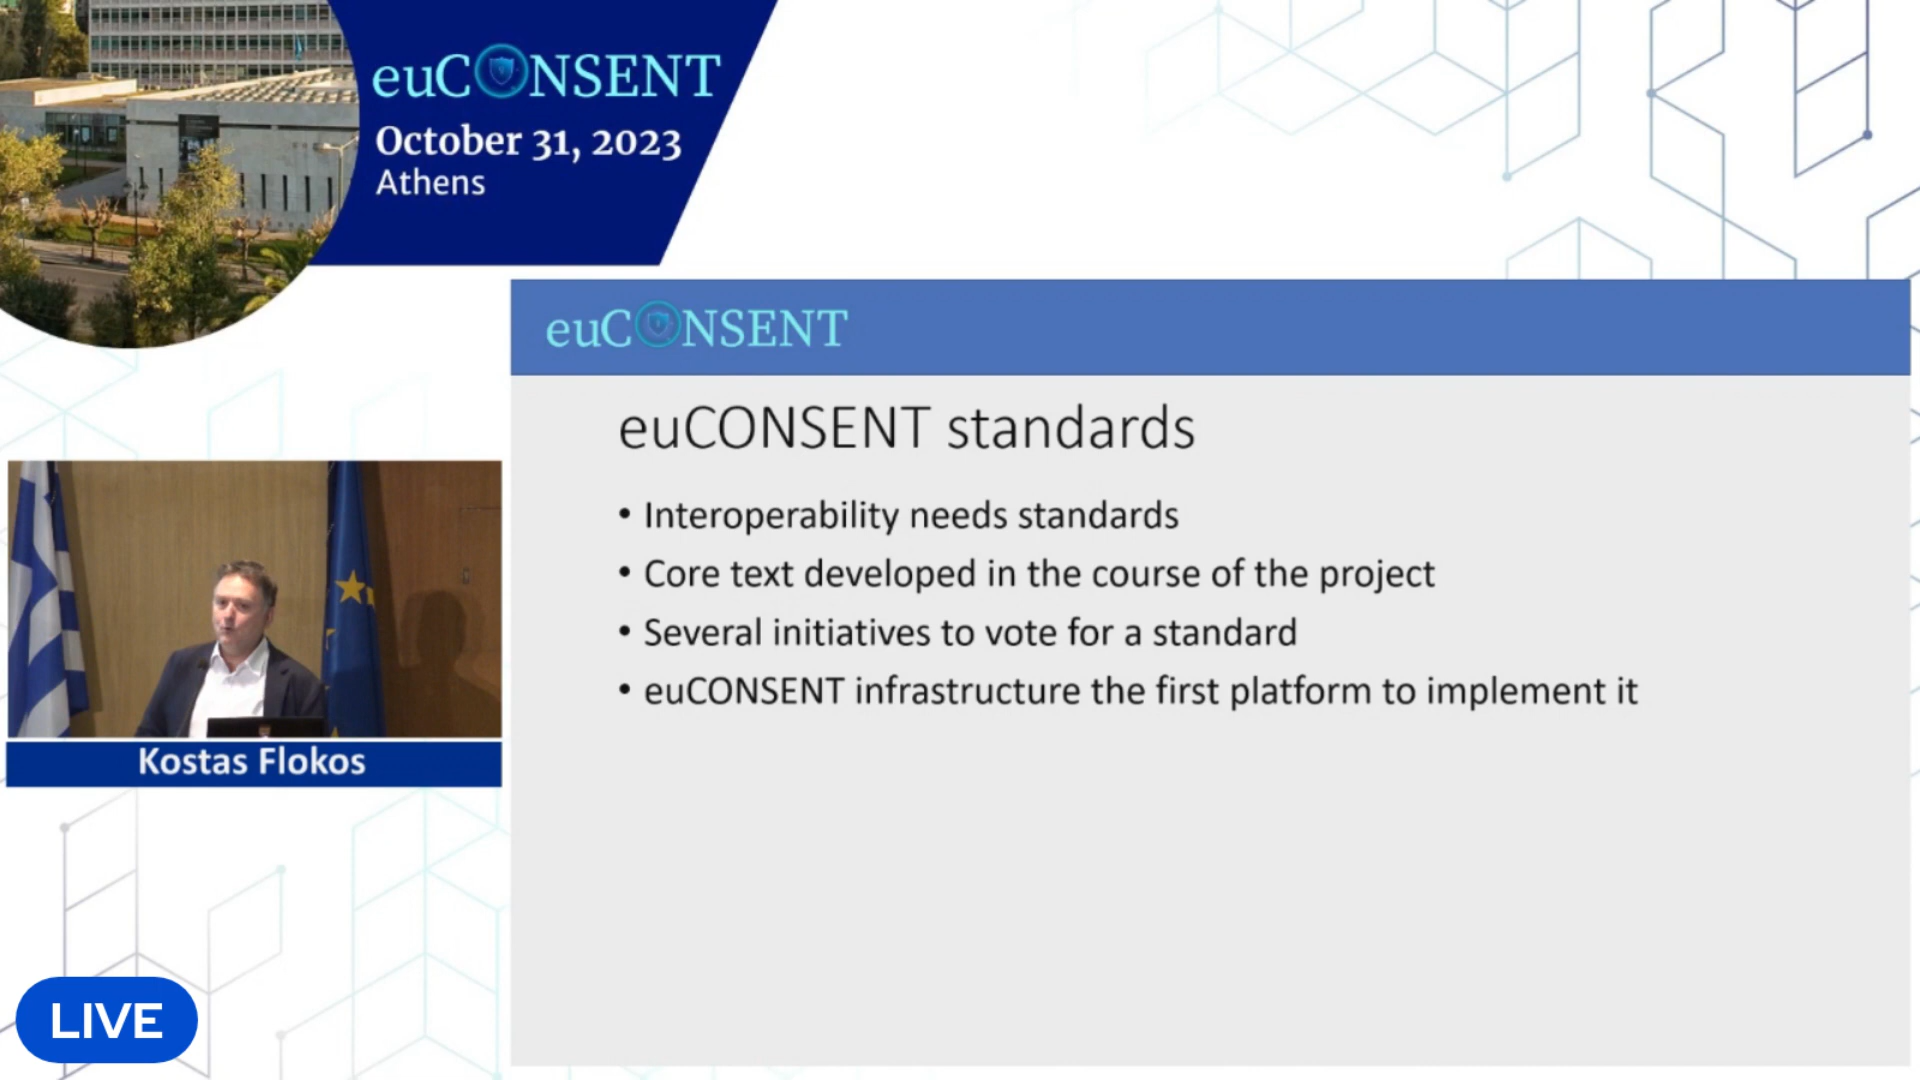 euCONSENT
October 31, 2023
Athens
euCONSENT
euCONSENT standards
• Interoperability needs standards
• Core text developed in the course of the project
• Several initiatives to vote for a standard
• euCONSENT infrastructure the first platform to implement it
Kostas Flokos
LIVE